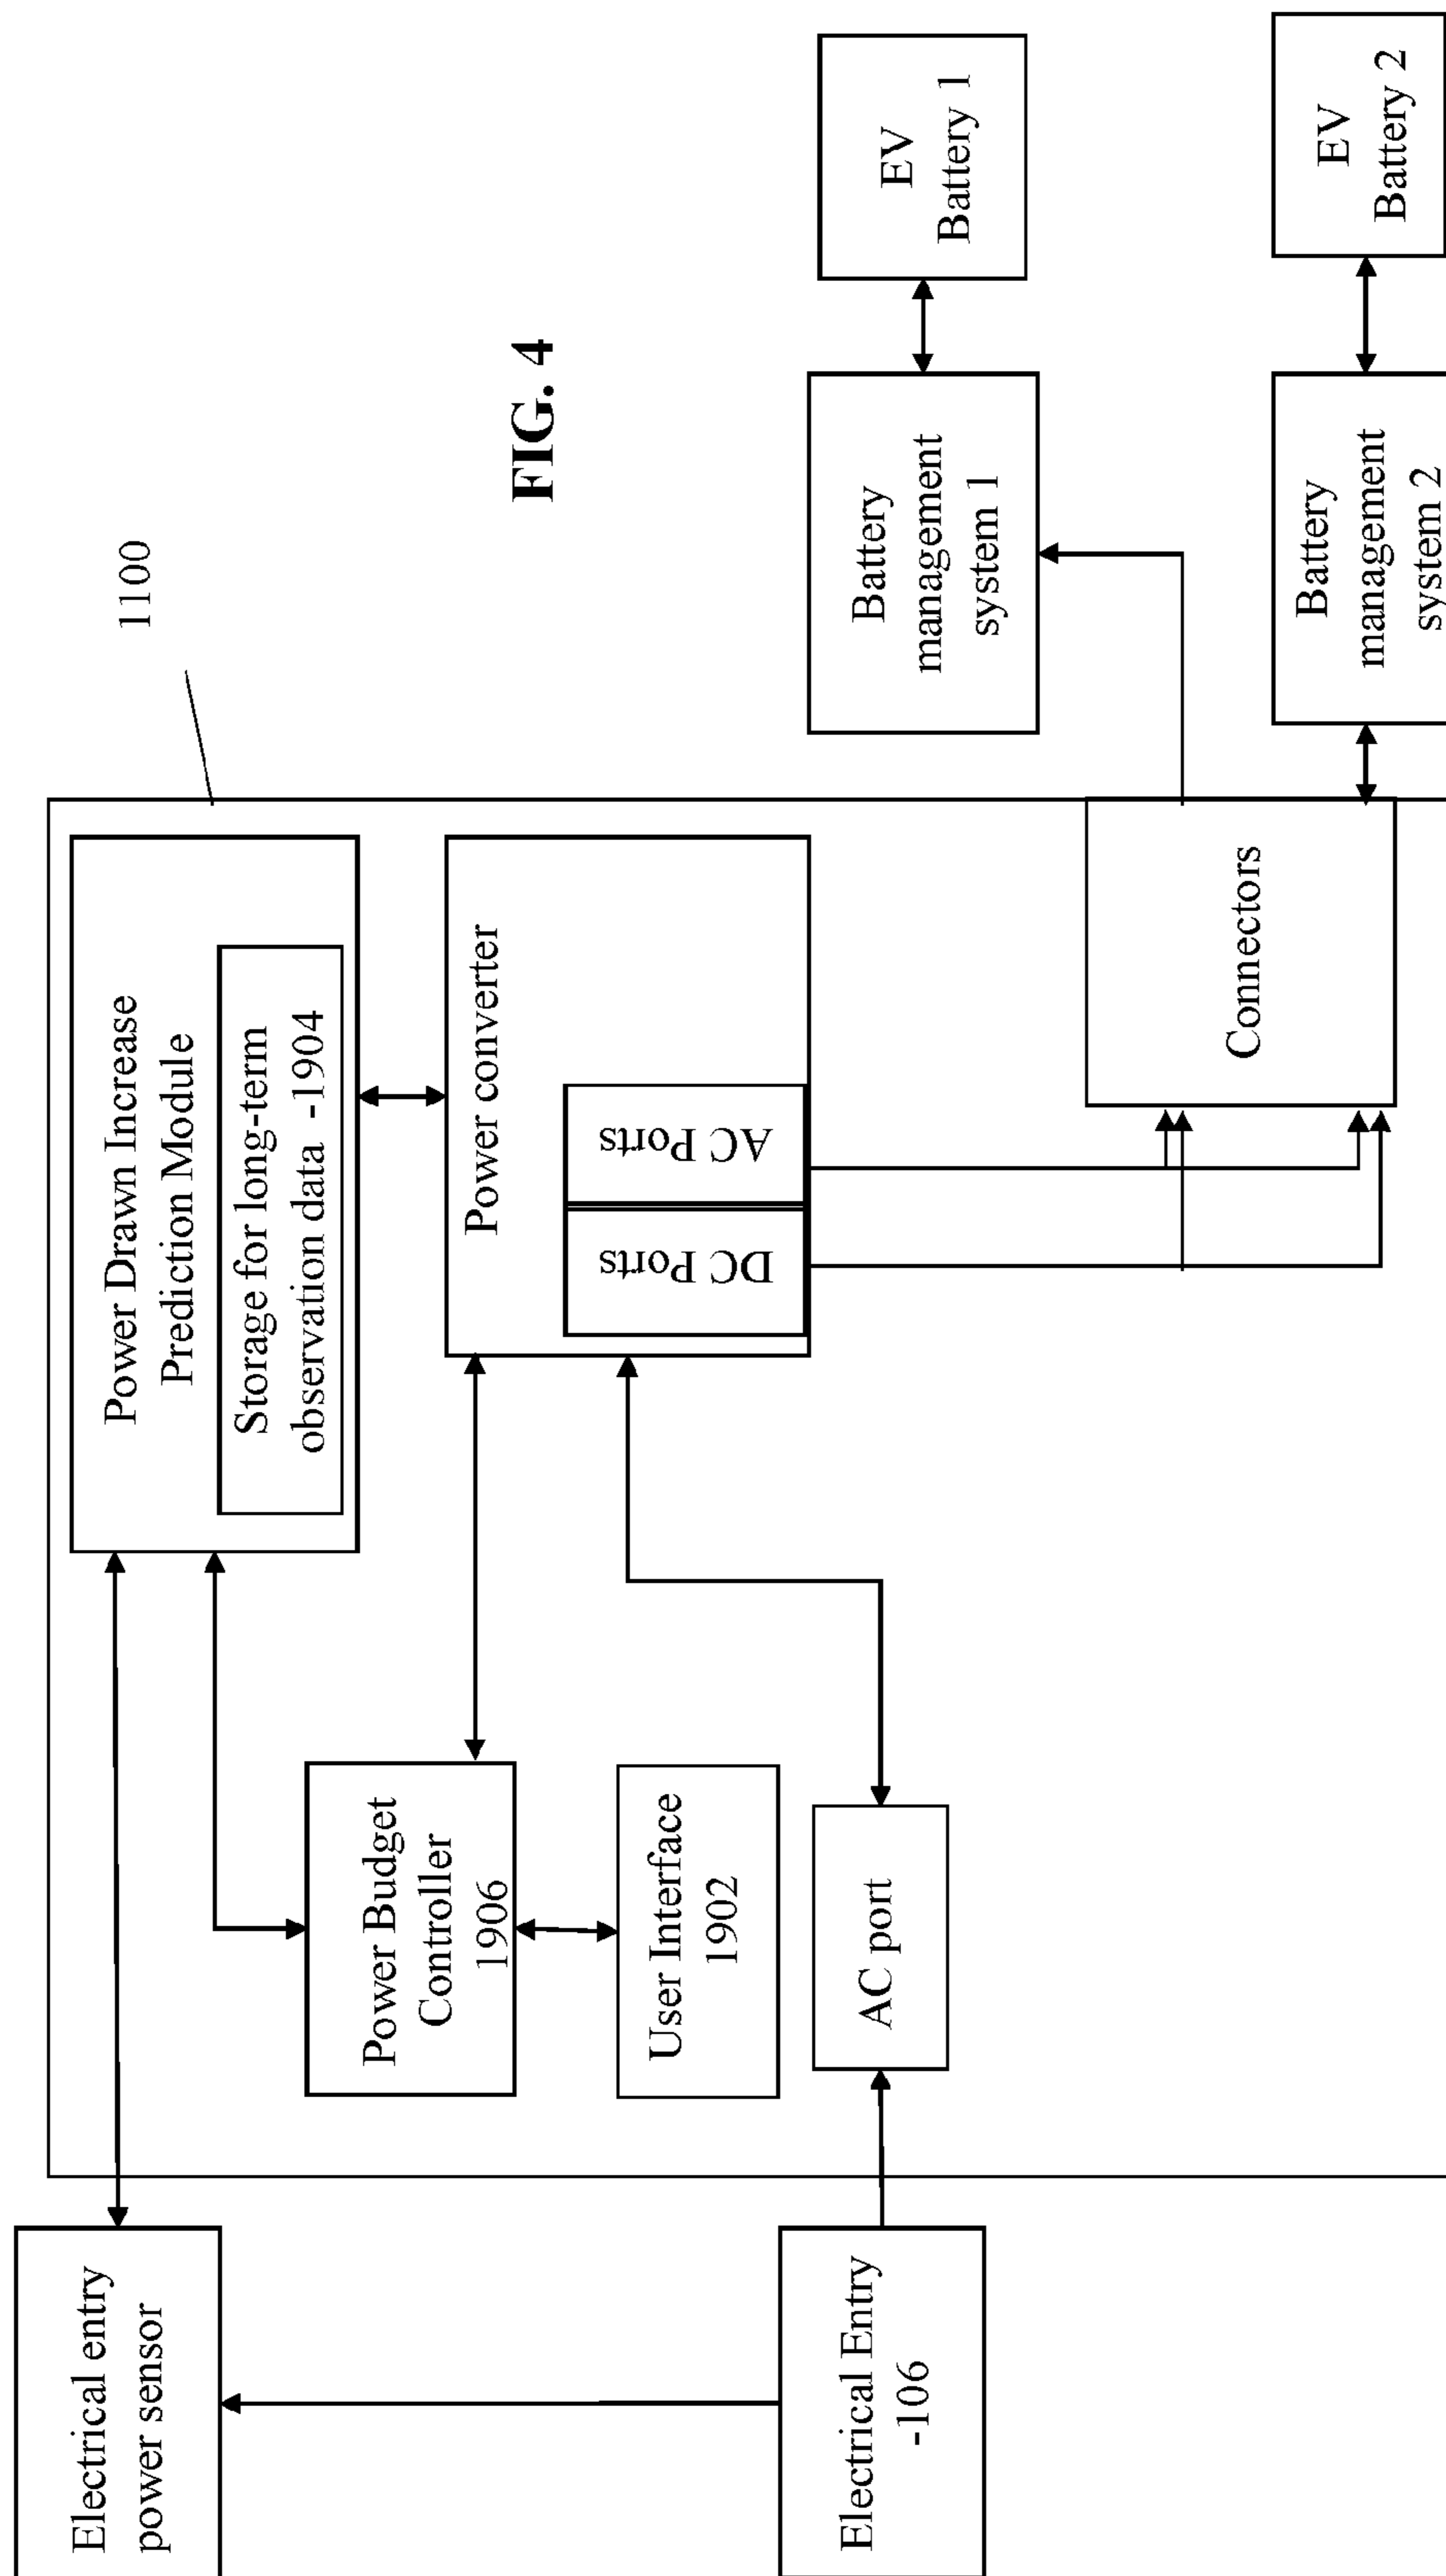 Electrical entry
power sensor
Power Drawn Increase
Prediction Module
Storage for long-term
observation data -1904
1100
Power Budget
Controller
1906
Power converter
DC Ports
AC Ports
FIG. 4
User Interface
1902
Electrical Entry
-106
AC port
Connectors
Battery
management
system 1
EV
Battery 1
Battery
management
system 2
EV
Battery 2